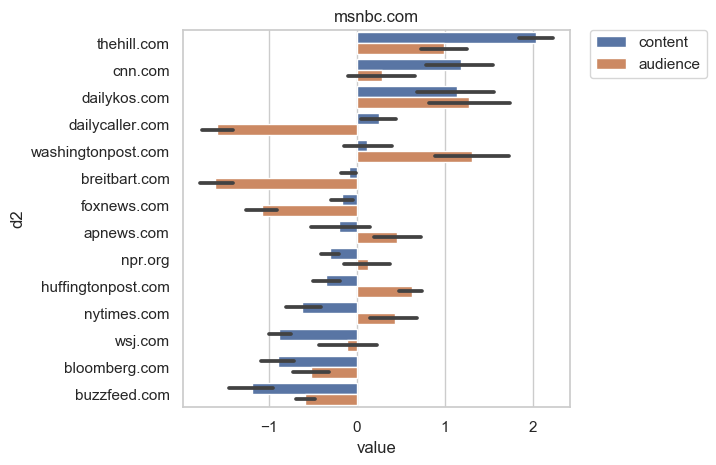 msnbc.com
content
audience
thehill.com
cnn.com
dailykos.com
dailycaller.com
washingtonpost.com
breitbart.com
foxnews.com
apnews.com
npr.org
huffingtonpost.com
nytimes.com
wsj.com
bloomberg.com
buzzfeed.com
d2
−1 0 1 2
value